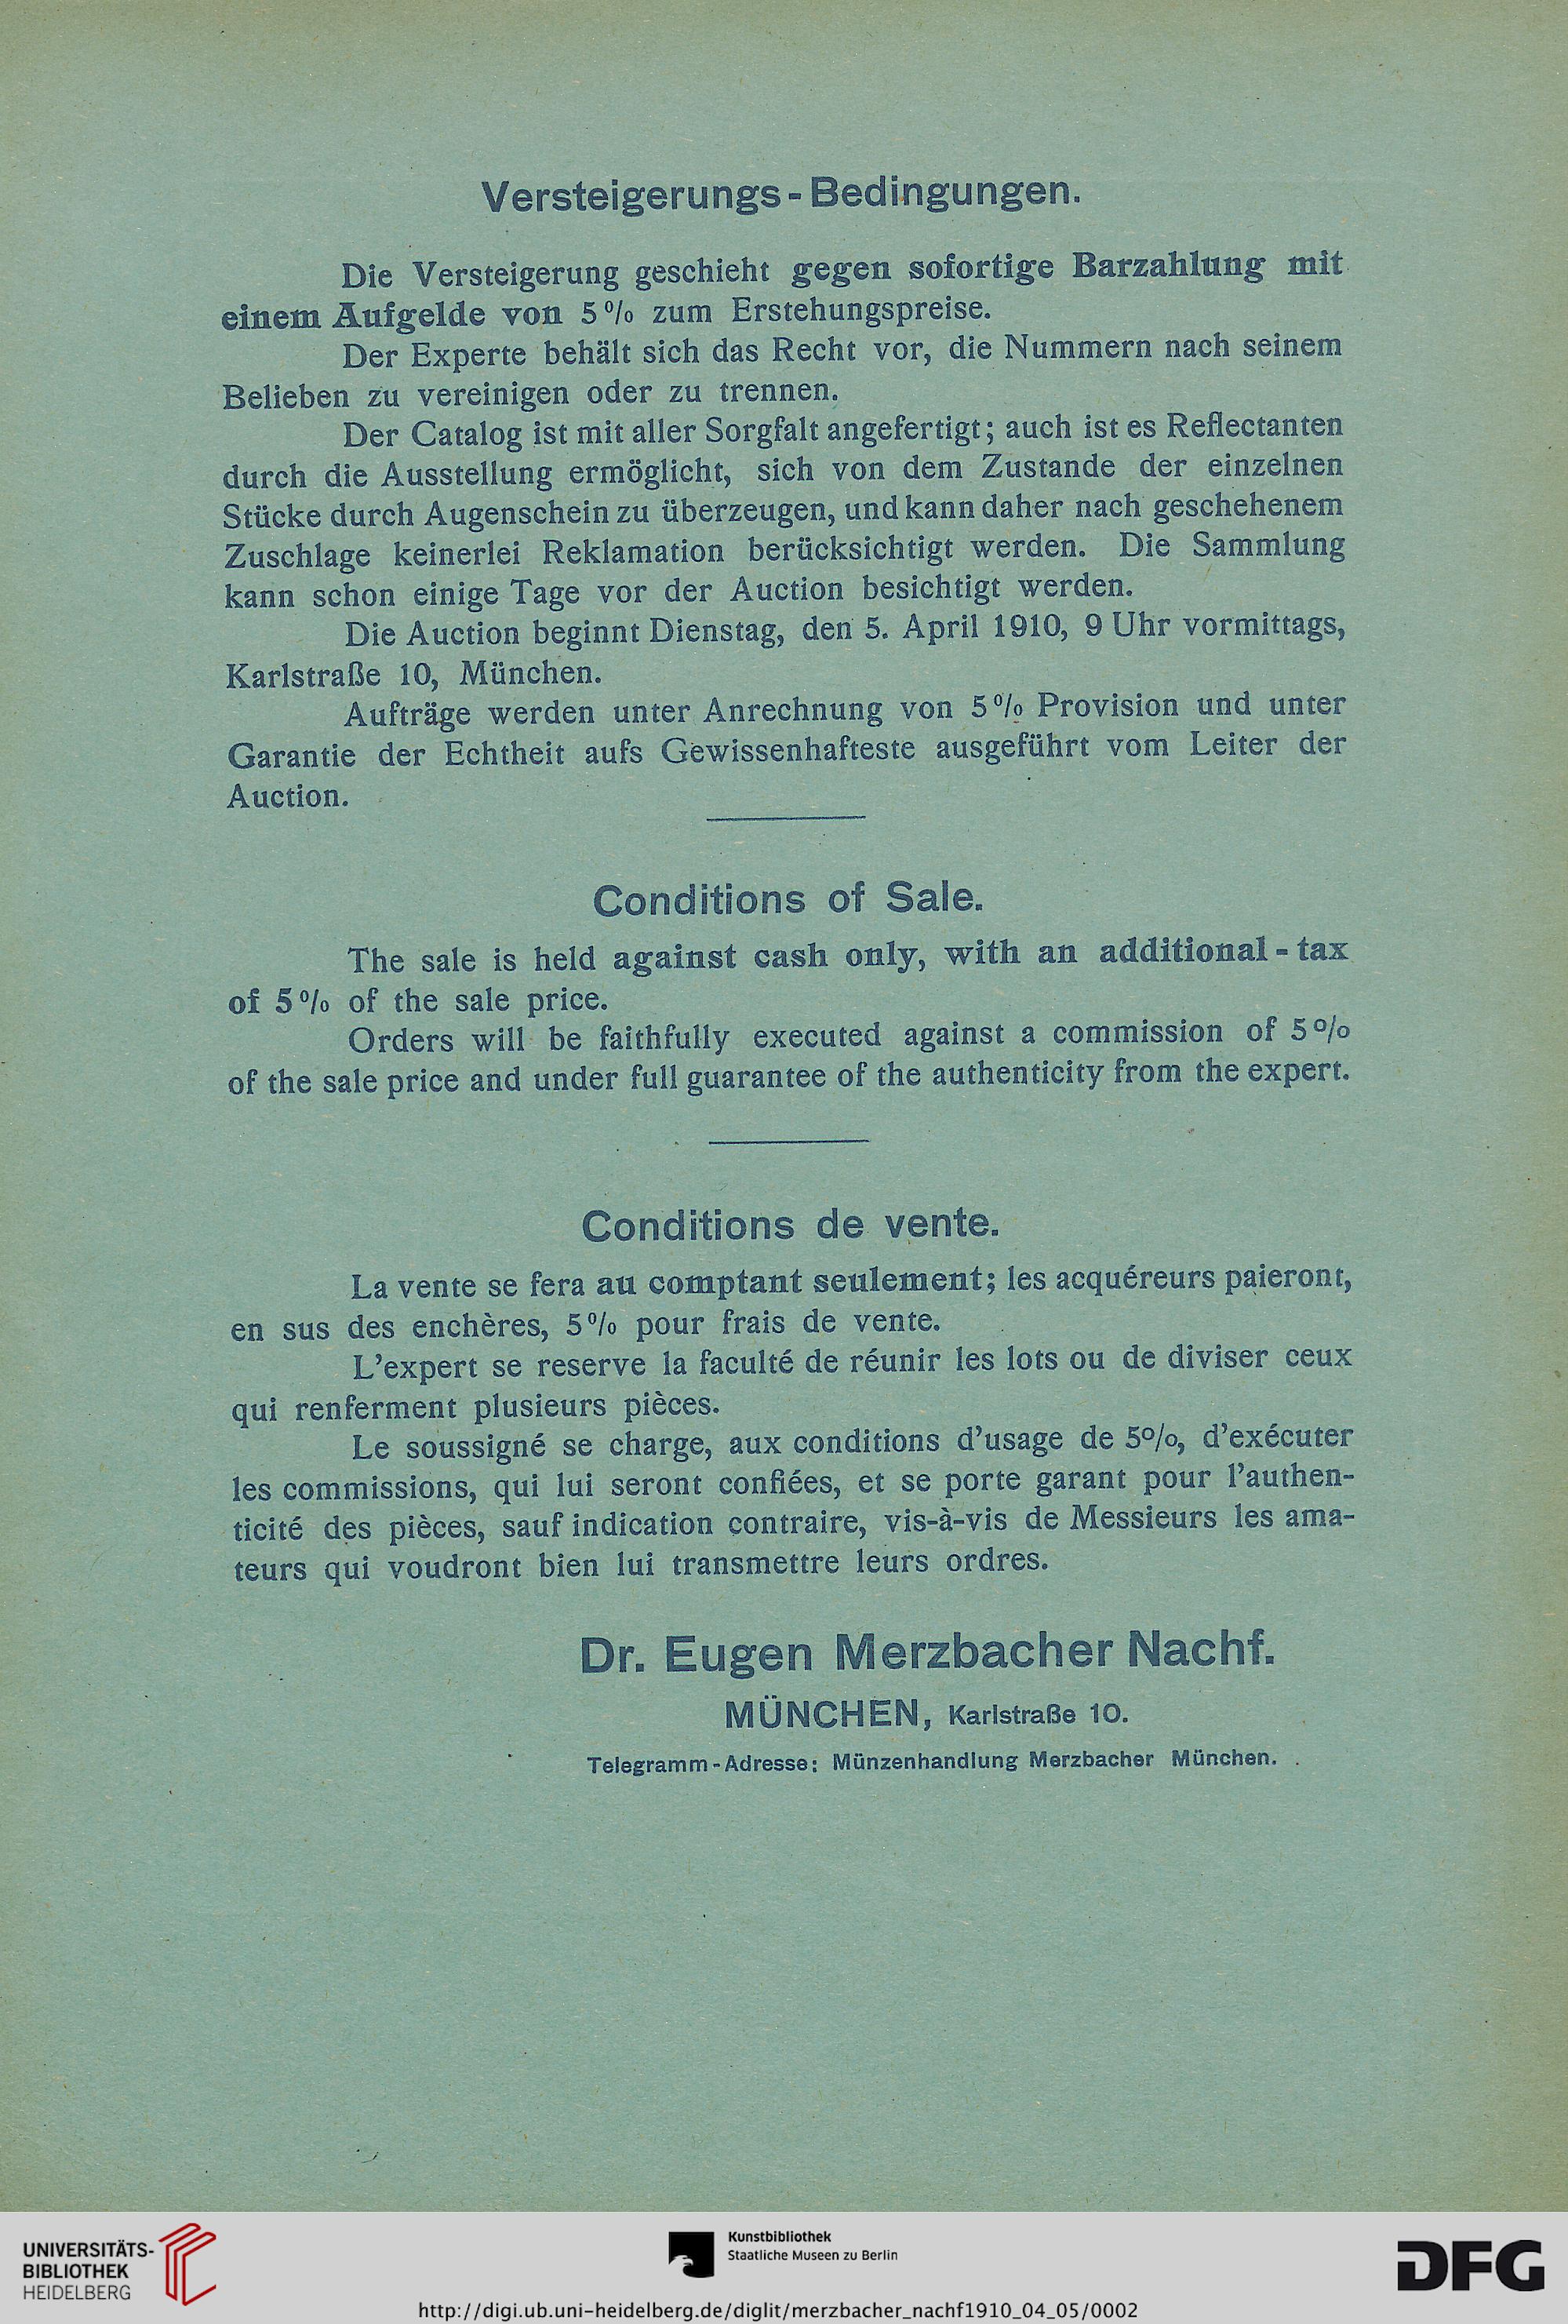 Versteigerungs-Bedingungen.
Die Versteigerung geschieht gegen sofortige Barzahlung mit
einem Aufgelde von 5% zum Erstehungspreise.
Der Experte behält sich das Recht vor, die Nummern nach seinem
Belieben zu vereinigen oder zu trennen.
Der Catalog ist mit aller Sorgfalt angefertigt; auch ist es Reflectanten
durch die Ausstellung ermöglicht, sich von dem Zustande der einzelnen
Stücke durch Augenschein zu überzeugen, und kann daher nach geschehenem
Zuschlage keinerlei Reklamation berücksichtigt werden. Die Sammlung
kann schon einige Tage vor der Auction besichtigt werden.
Die Auction beginnt Dienstag, den 5. April 1910, 9 Uhr vormittags,
Karlstraße 10, München.
Aufträge werden unter Anrechnung von 5% Provision und unter
Garantie der Echtheit aufs Gewissenhafteste ausgeführt vom Leiter der
Auction.
Conditions of Sale.
The sale is held against cash only, with an additional-tax
of 5% of the sale price.
Orders will be faithfully executed against a commission of 5%
of the sale price and under full guarantee of the authenticity from the expert.
Conditions de vente.
La vente se fera au comptant seulement; les acquéreurs paieront,
en sus des enchères, 5% pour frais de vente.
L'expert se reserve la faculté de réunir les lots ou de diviser ceux
qui renferment plusieurs pièces.
Le soussigné se charge, aux conditions d'usage de 5%, d'exécuter
les commissions, qui lui seront confiées, et se porte garant pour l'authen-
ticité des pièces, sauf indication contraire, vis-à-vis de Messieurs les ama-
teurs qui voudront bien lui transmettre leurs ordres.
Dr. Eugen Merzbacher Nachf.
MÜNCHEN, Karlstraße 10.
Telegramm-Adresse: Münzenhandlung Merzbacher München.
UNIVERSITÄTS-
BIBLIOTHEK
HEIDELBERG
Kunstbibliothek
Staatliche Museen zu Berlin
DFG
http://digi.ub.uni-heidelberg.de/diglit/merzbacher_nachf1910_04_05/0002